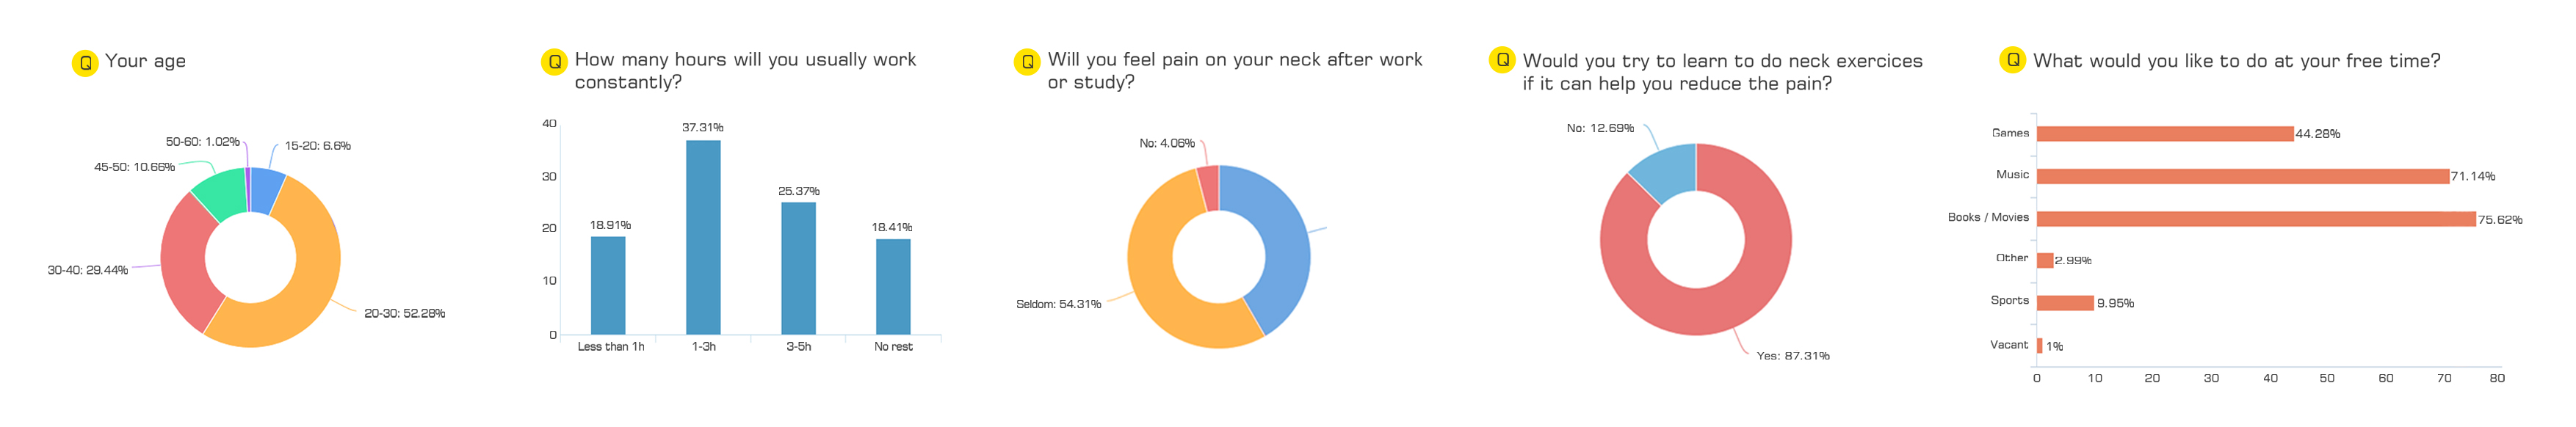 Q Your age
50-60: 1.02%
15-20: 6.6%
45-50: 10.66%
30-40: 29.44%
20-30: 52.28%
Q How many hours will you usually work
constantly?
40
37.31%
30
25.37%
20
18.91%
18.41%
10
0
Less than 1h 1-3h 3-5h No rest
Q Will you feel pain on your neck after work
or study?
No: 4.06%
Seldom: 54.31%
Q Would you try to learn to do neck exercices
if it can help you reduce the pain?
No: 12.69%
Yes: 87.31%
Q What would you like to do at your free time?
Games 44.28%
Music 71.14%
Books / Movies 75.62%
Other 2.99%
Sports 9.95%
Vacant 1%
0 10 20 30 40 50 60 70 80